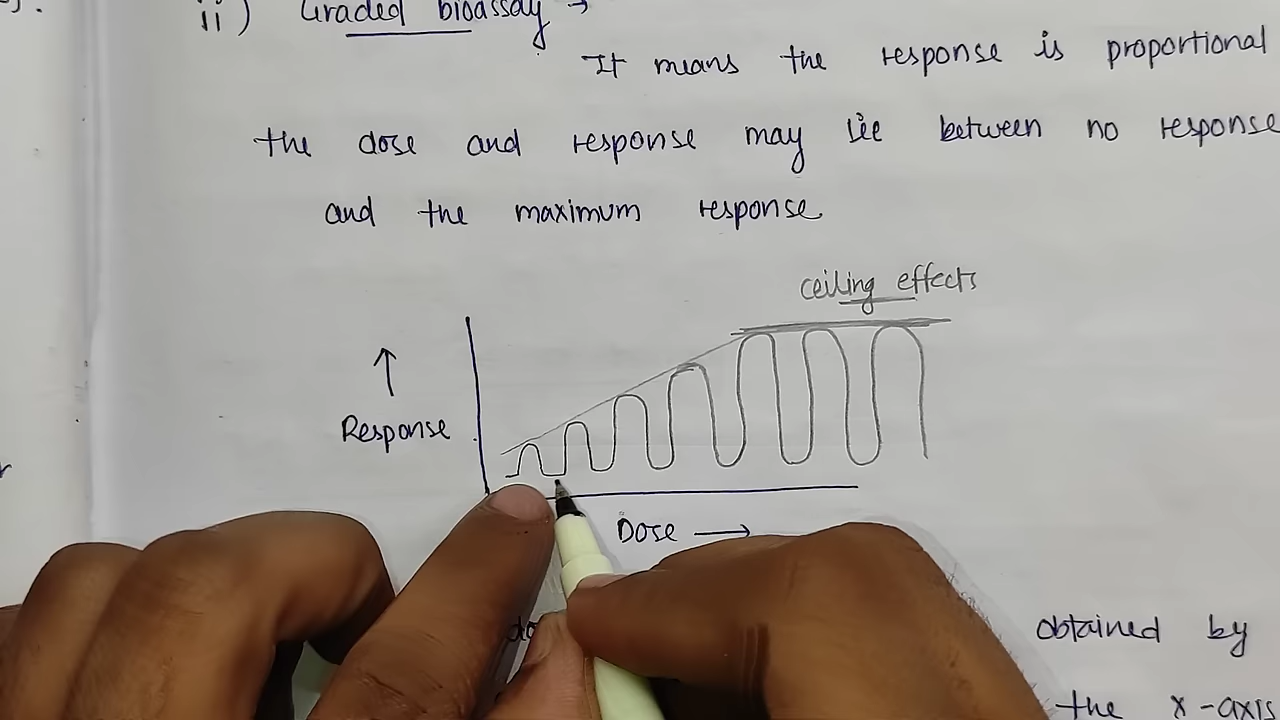 ii) Graded bioassay →
It means the response is proportional
the dose and response may lie between no response
and the maximum response
ceiling effects
↑
Response
Dose →
do
obtained by
the x-axis